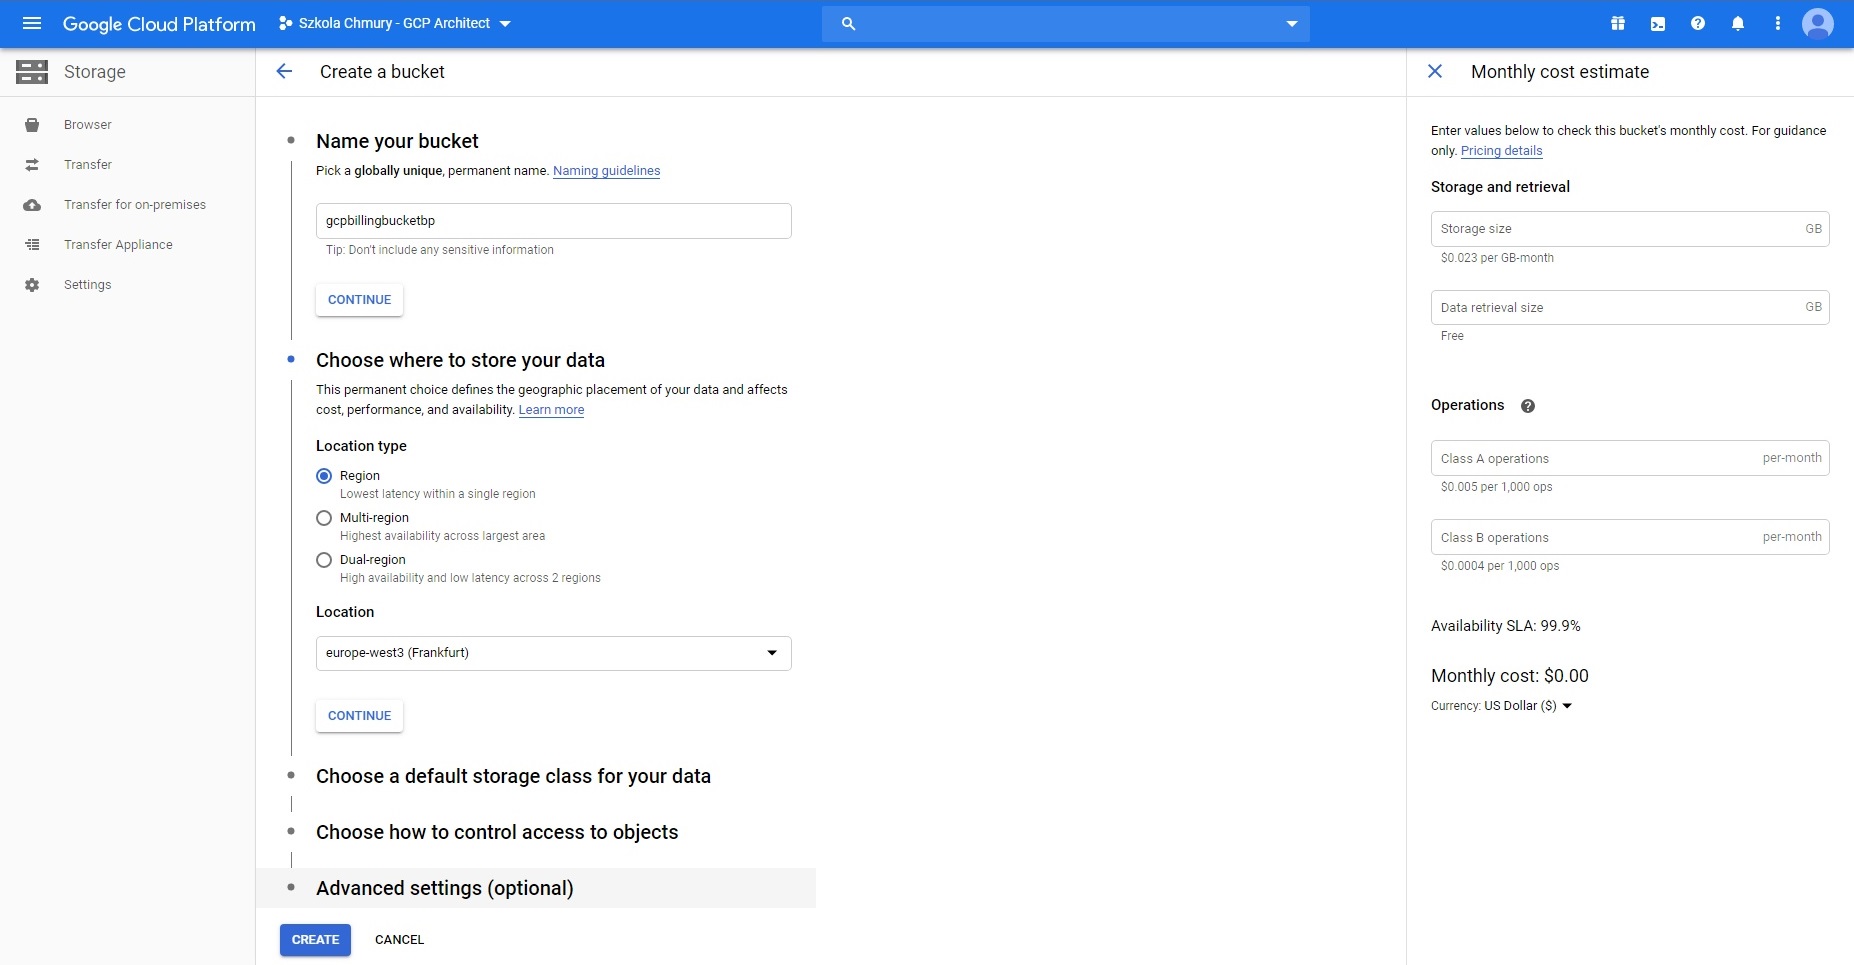 Google Cloud Platform
Szkola Chmury - GCP Architect
Storage
Browser
Transfer
Transfer for on-premises
Transfer Appliance
Settings
Create a bucket
Name your bucket
Pick a globally unique, permanent name. Naming guidelines
gcpbillingbucketbp
Tip: Don't include any sensitive information
CONTINUE
Choose where to store your data
This permanent choice defines the geographic placement of your data and affects
cost, performance, and availability. Learn more
Location type
Region
Lowest latency within a single region
Multi-region
Highest availability across largest area
Dual-region
High availability and low latency across 2 regions
Location
europe-west3 (Frankfurt)
CONTINUE
Choose a default storage class for your data
Choose how to control access to objects
Advanced settings (optional)
CREATE CANCEL
Monthly cost estimate
Enter values below to check this bucket's monthly cost. For guidance
only. Pricing details
Storage and retrieval
Storage size GB
$0.023 per GB-month
Data retrieval size GB
Free
Operations
Class A operations per-month
$0.005 per 1,000 ops
Class B operations per-month
$0.0004 per 1,000 ops
Availability SLA: 99.9%
Monthly cost: $0.00
Currency: US Dollar ($)